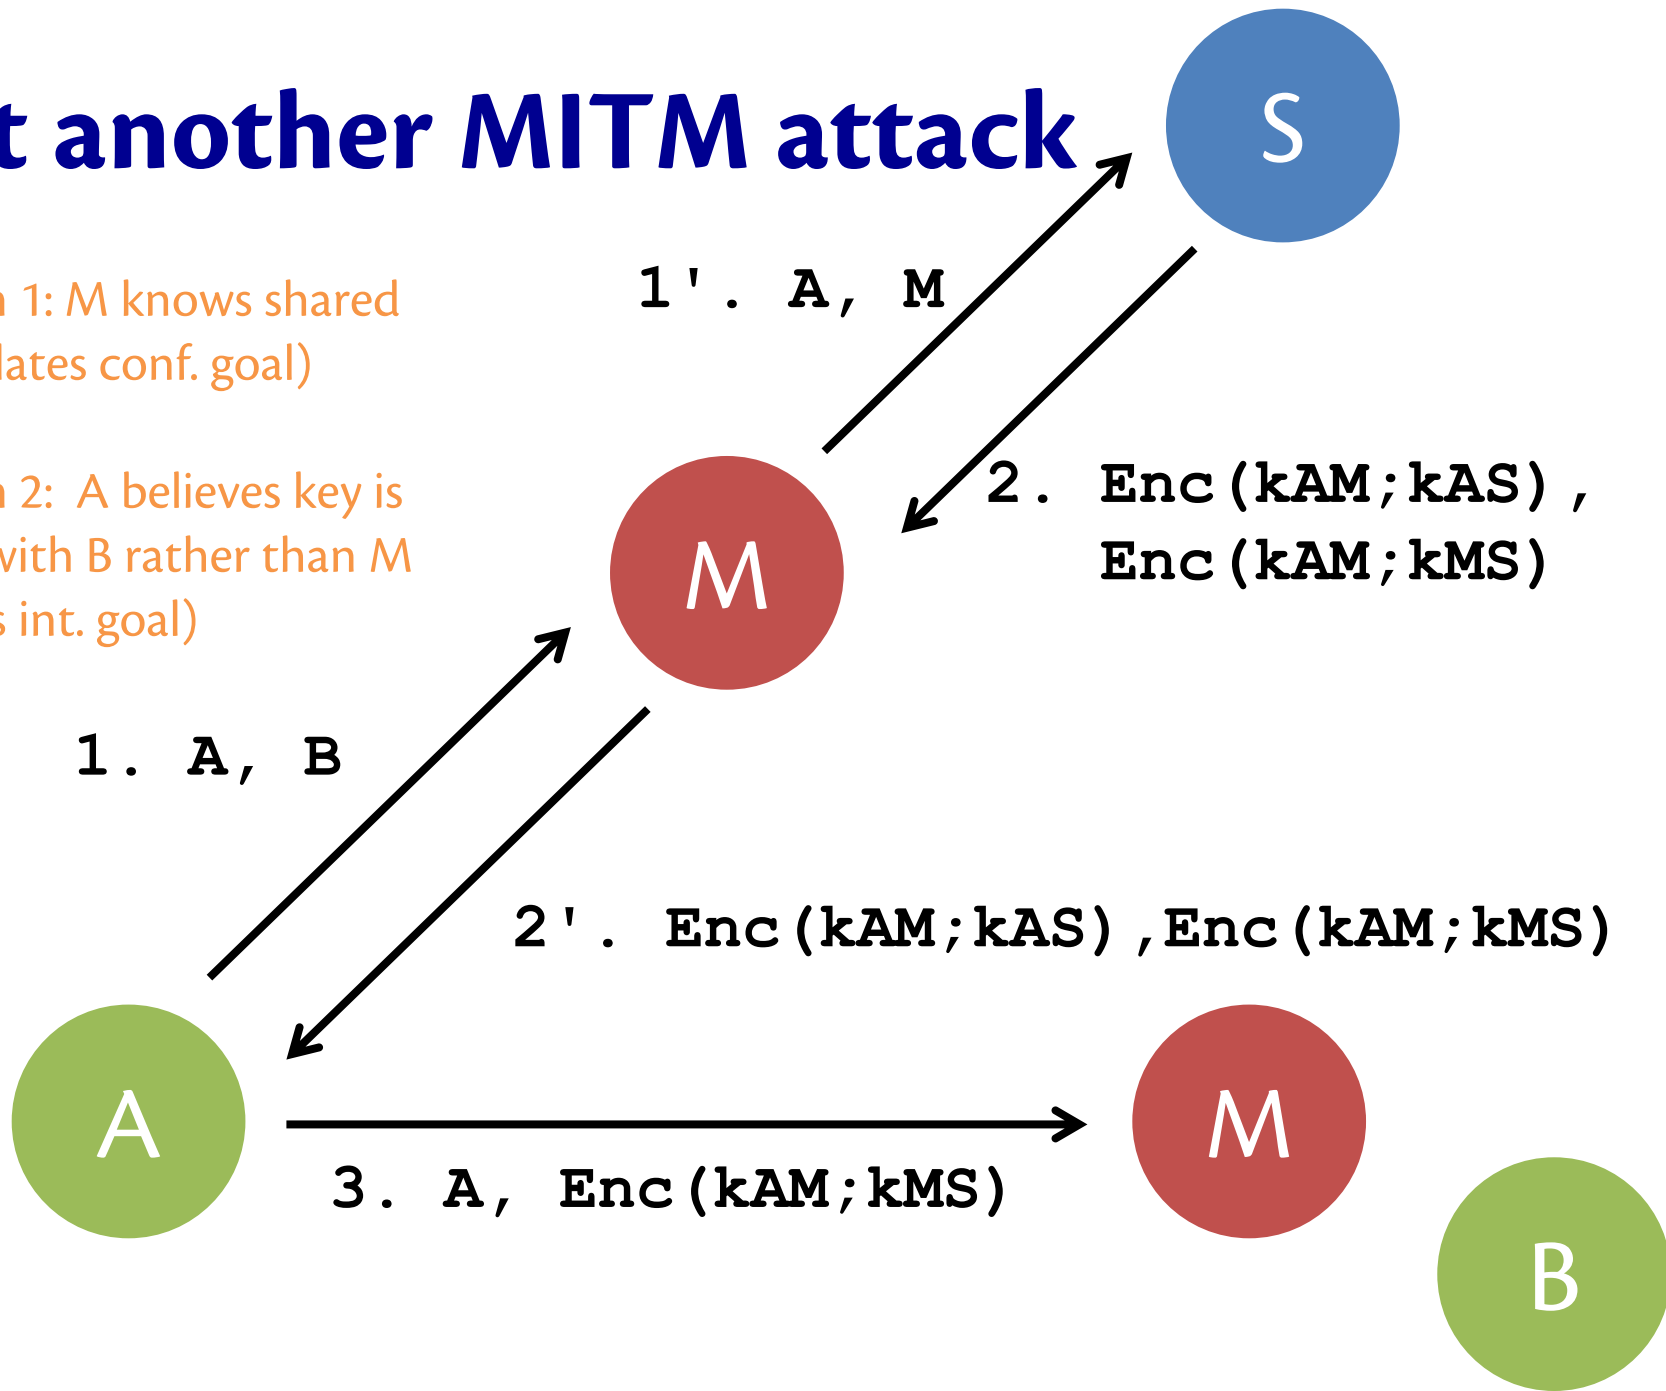 t another MITM attack
S
n 1: M knows shared
lates conf. goal)
1'. A, M
n 2: A believes key is
with B rather than M
s int. goal)
2. Enc(kAM;kAS),
Enc(kAM;kMS)
M
1. A, B
2'. Enc(kAM;kAS),Enc(kAM;kMS)
A
M
3. A, Enc(kAM;kMS)
B